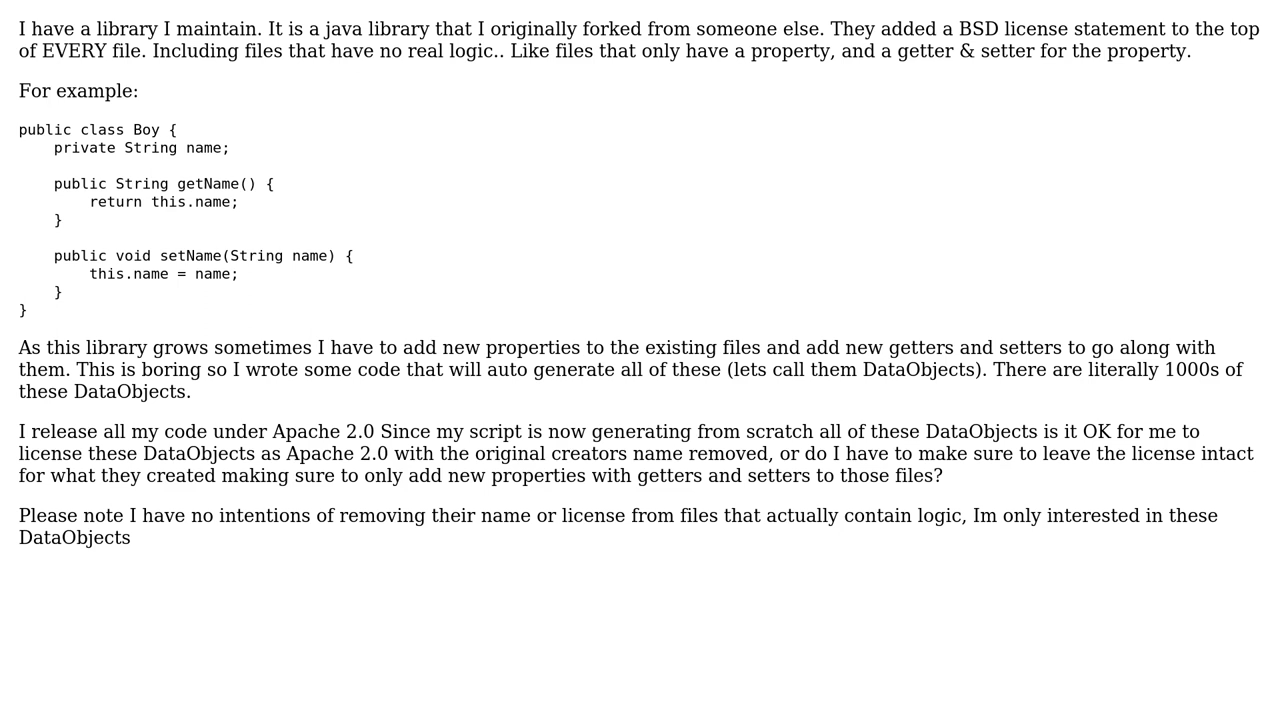 I have a library I maintain. It is a java library that I originally forked from someone else. They added a BSD license statement to the top
of EVERY file. Including files that have no real logic.. Like files that only have a property, and a getter & setter for the property.
For example:
public class Boy {
    private String name;
    public String getName() {
        return this.name;
    }
    public void setName(String name) {
        this.name = name;
    }
}
As this library grows sometimes I have to add new properties to the existing files and add new getters and setters to go along with
them. This is boring so I wrote some code that will auto generate all of these (lets call them DataObjects). There are literally 1000s of
these DataObjects.
I release all my code under Apache 2.0 Since my script is now generating from scratch all of these DataObjects is it OK for me to
license these DataObjects as Apache 2.0 with the original creators name removed, or do I have to make sure to leave the license intact
for what they created making sure to only add new properties with getters and setters to those files?
Please note I have no intentions of removing their name or license from files that actually contain logic, Im only interested in these
DataObjects